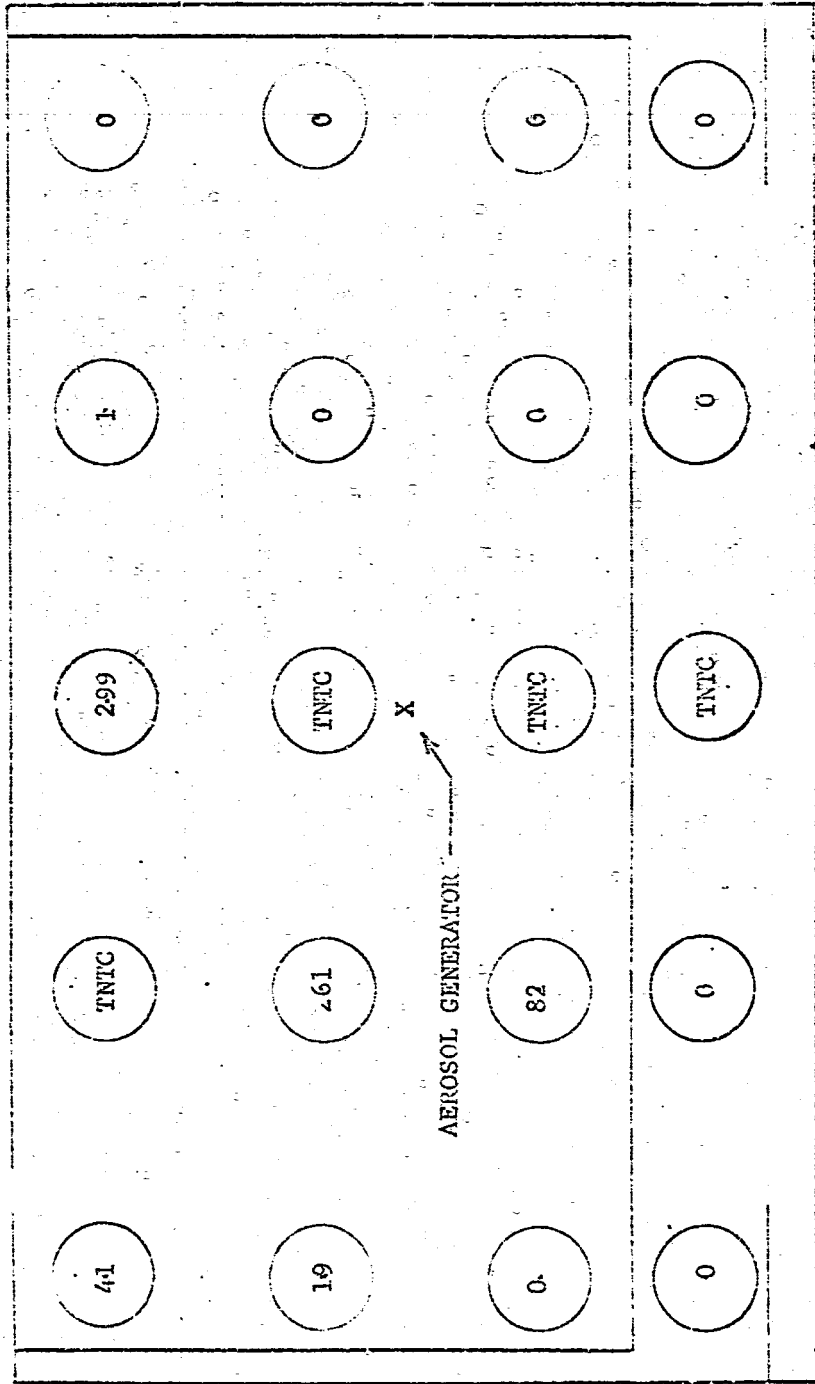 41 TNTC 299 1 0
19 261 TNTC 0 0
X
AEROSOL GENERATOR
0 82 TNTC 0 0
0 0 TNTC 0 0